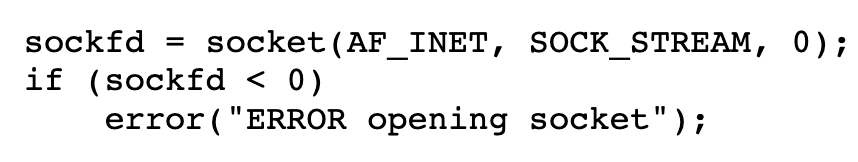 sockfd = socket(AF_INET, SOCK_STREAM, 0);
if (sockfd < 0)
    error("ERROR opening socket");